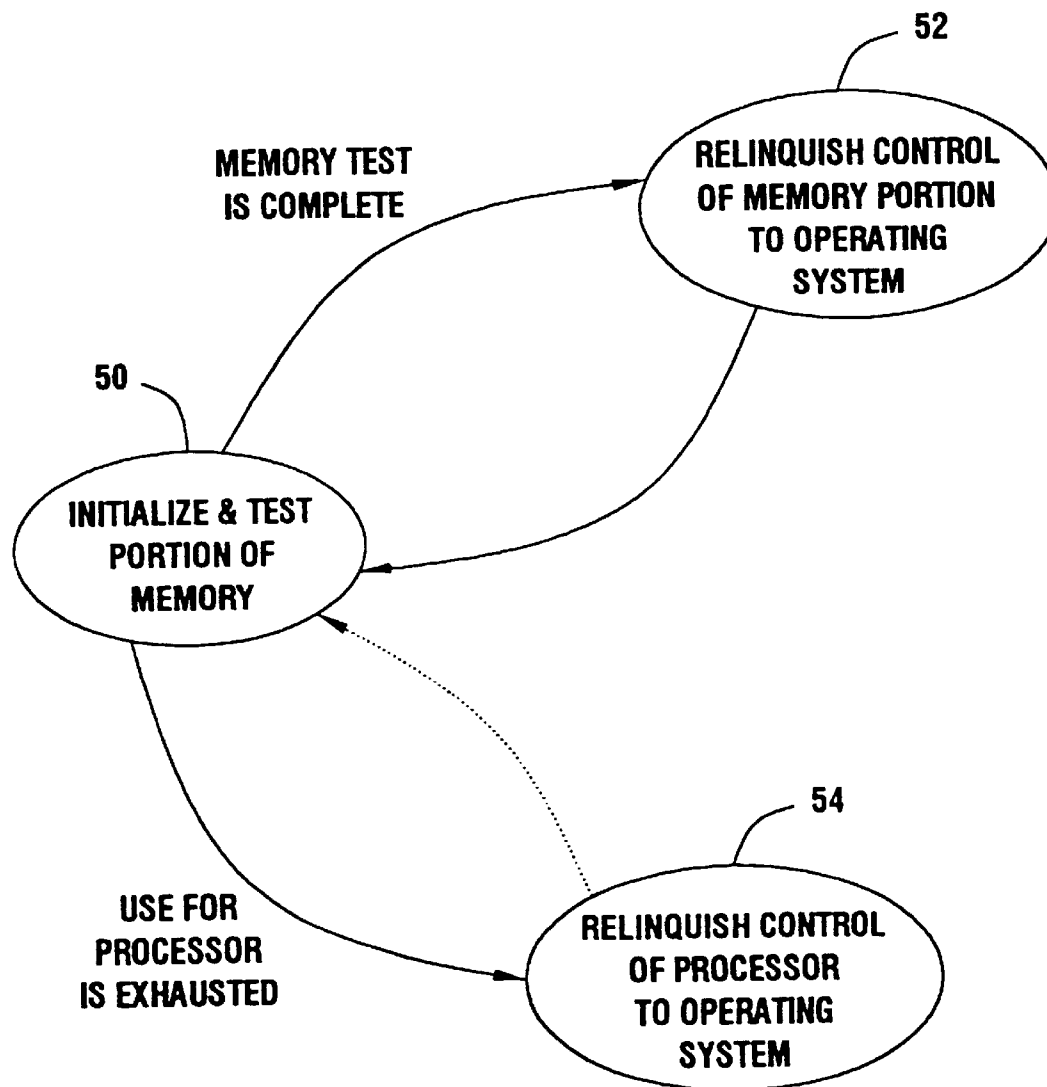 52
MEMORY TEST
IS COMPLETE
RELINQUISH CONTROL
OF MEMORY PORTION
TO OPERATING
SYSTEM
50
INITIALIZE & TEST
PORTION OF
MEMORY
54
USE FOR
PROCESSOR
IS EXHAUSTED
RELINQUISH CONTROL
OF PROCESSOR
TO OPERATING
SYSTEM